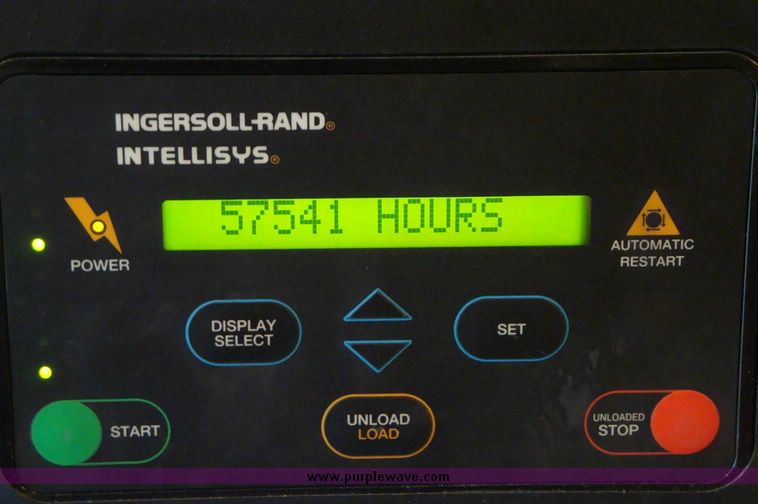 INGERSOLL-RAND®
INTELLISYS®
57541 HOURS
POWER
AUTOMATIC
RESTART
DISPLAY
SELECT
SET
START
UNLOAD
LOAD
UNLOADED
STOP
www.purplewave.com